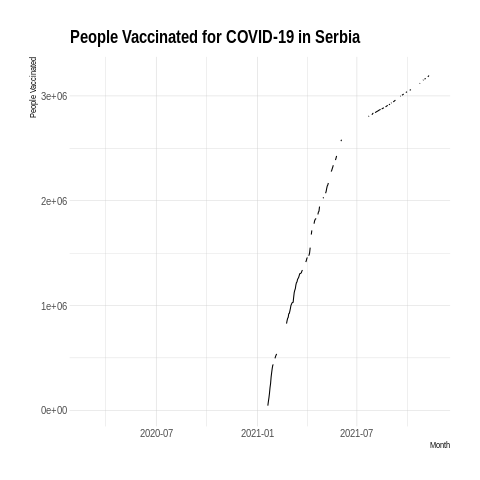 People Vaccinated for COVID-19 in Serbia
People Vaccinated
3e+06
2e+06
1e+06
0e+00
2020-07 2021-01 2021-07
Month